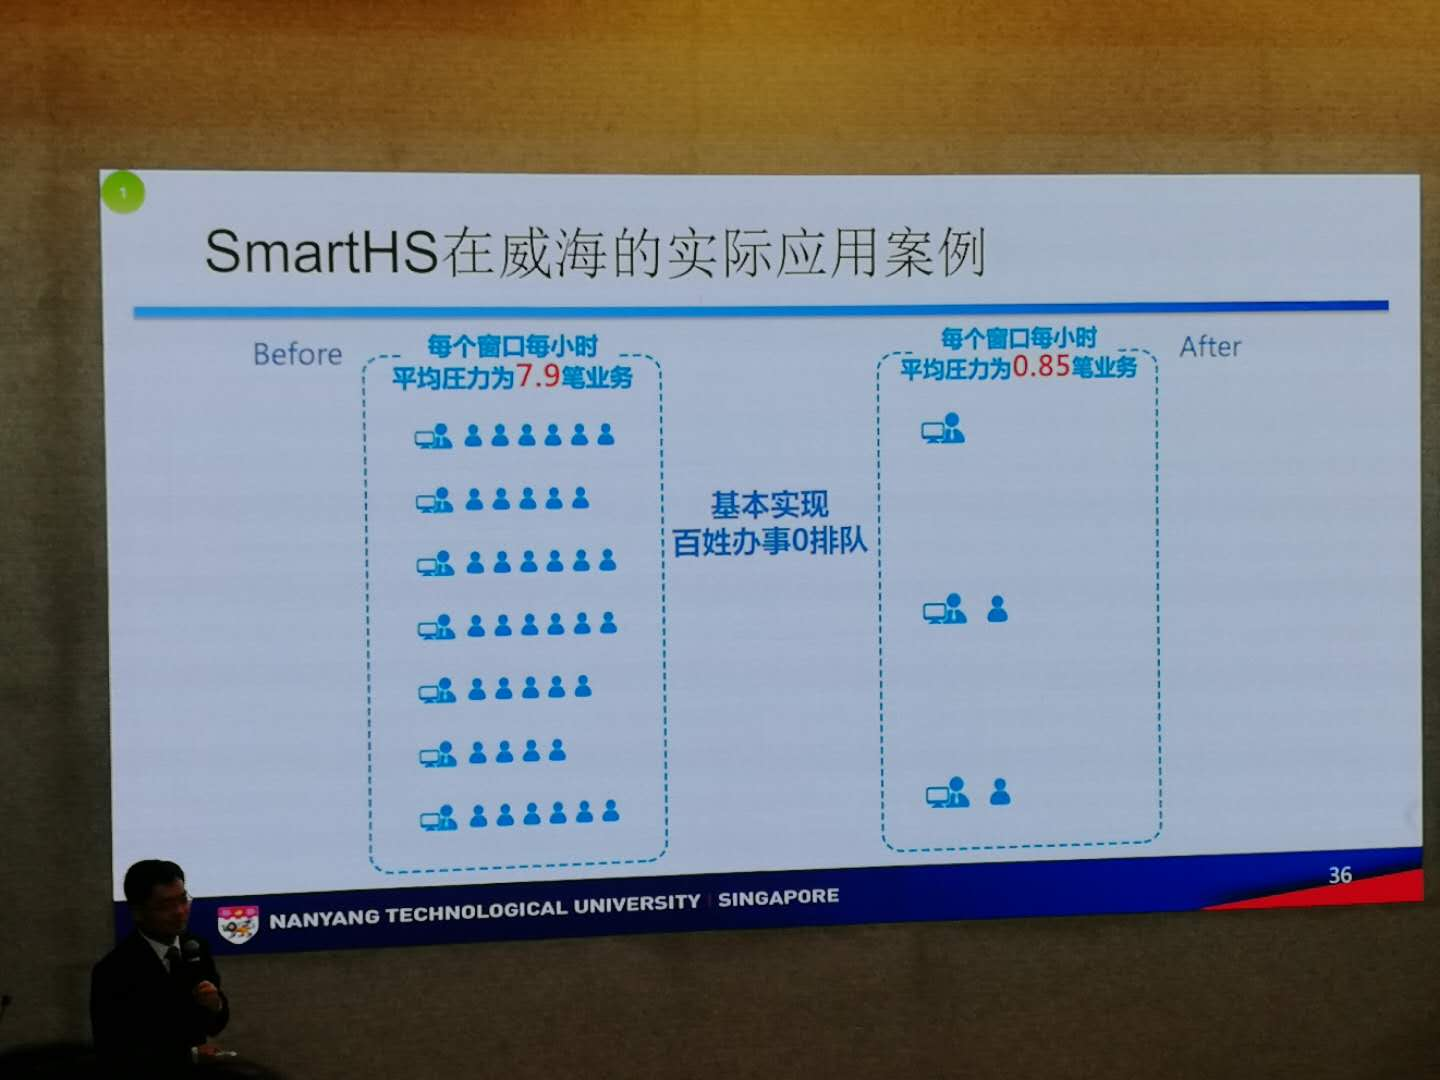 1
SmartHS在威海的实际应用案例
Before
每个窗口每小时
平均压力为7.9笔业务
基本实现
百姓办事0排队
每个窗口每小时
平均压力为0.85笔业务
After
NANYANG TECHNOLOGICAL UNIVERSITY | SINGAPORE
36